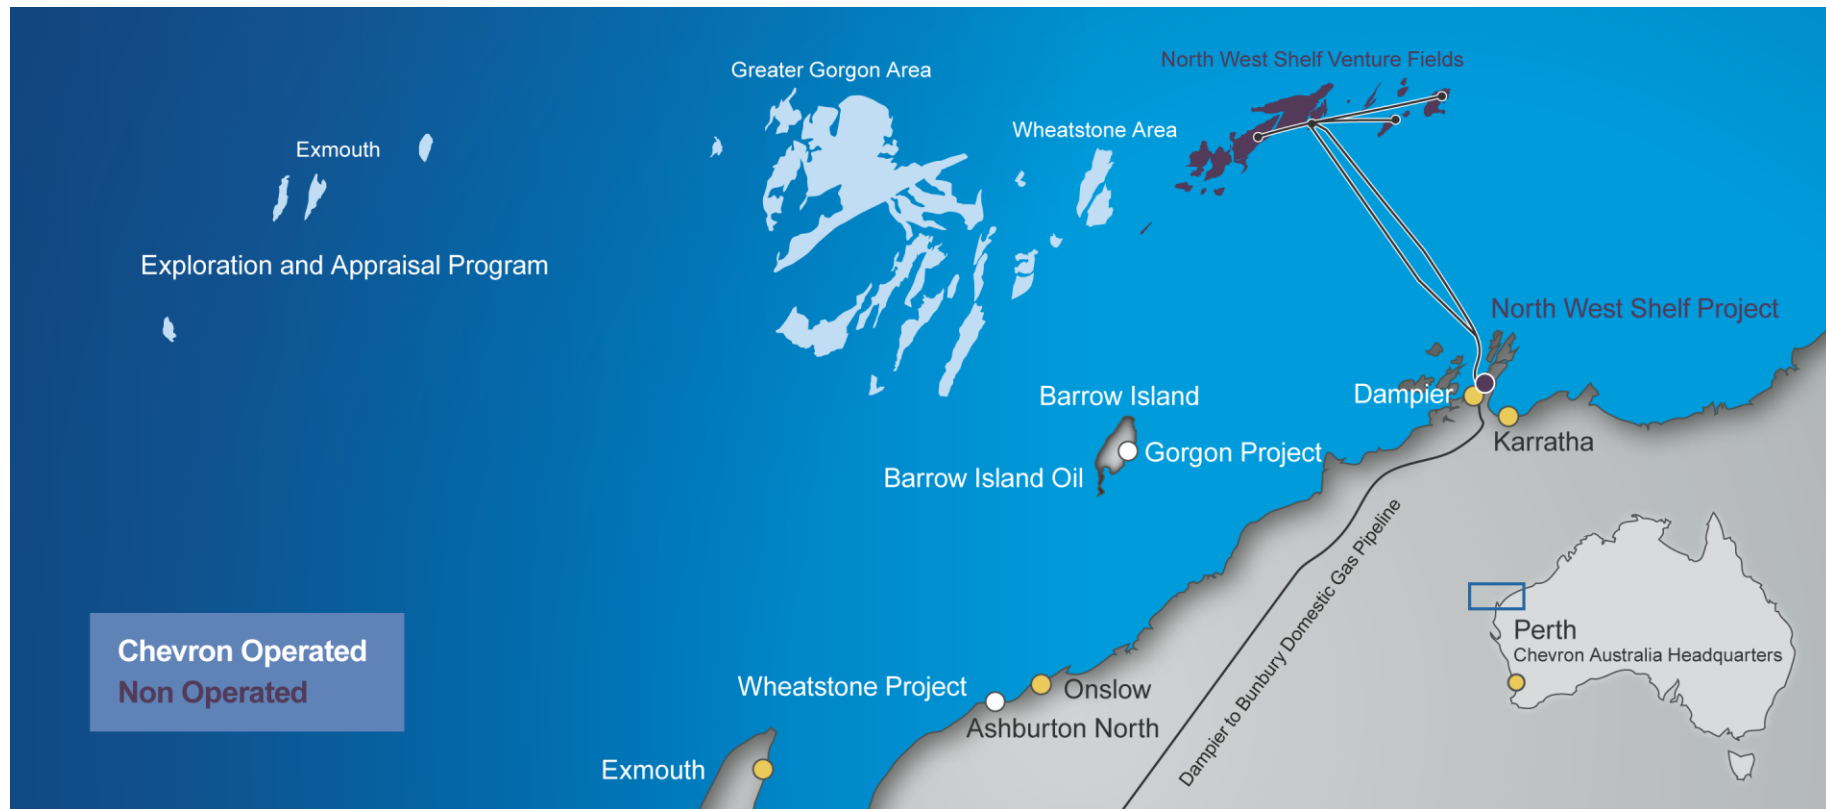 North West Shelf Venture Fields
Greater Gorgon Area
Wheatstone Area
Exmouth
Exploration and Appraisal Program
North West Shelf Project
Dampier
Barrow Island
Karratha
Gorgon Project
Barrow Island Oil
Dampier to Bunbury Domestic Gas Pipeline
Perth
Chevron Australia Headquarters
Chevron Operated
Non Operated
Wheatstone Project
Onslow
Ashburton North
Exmouth